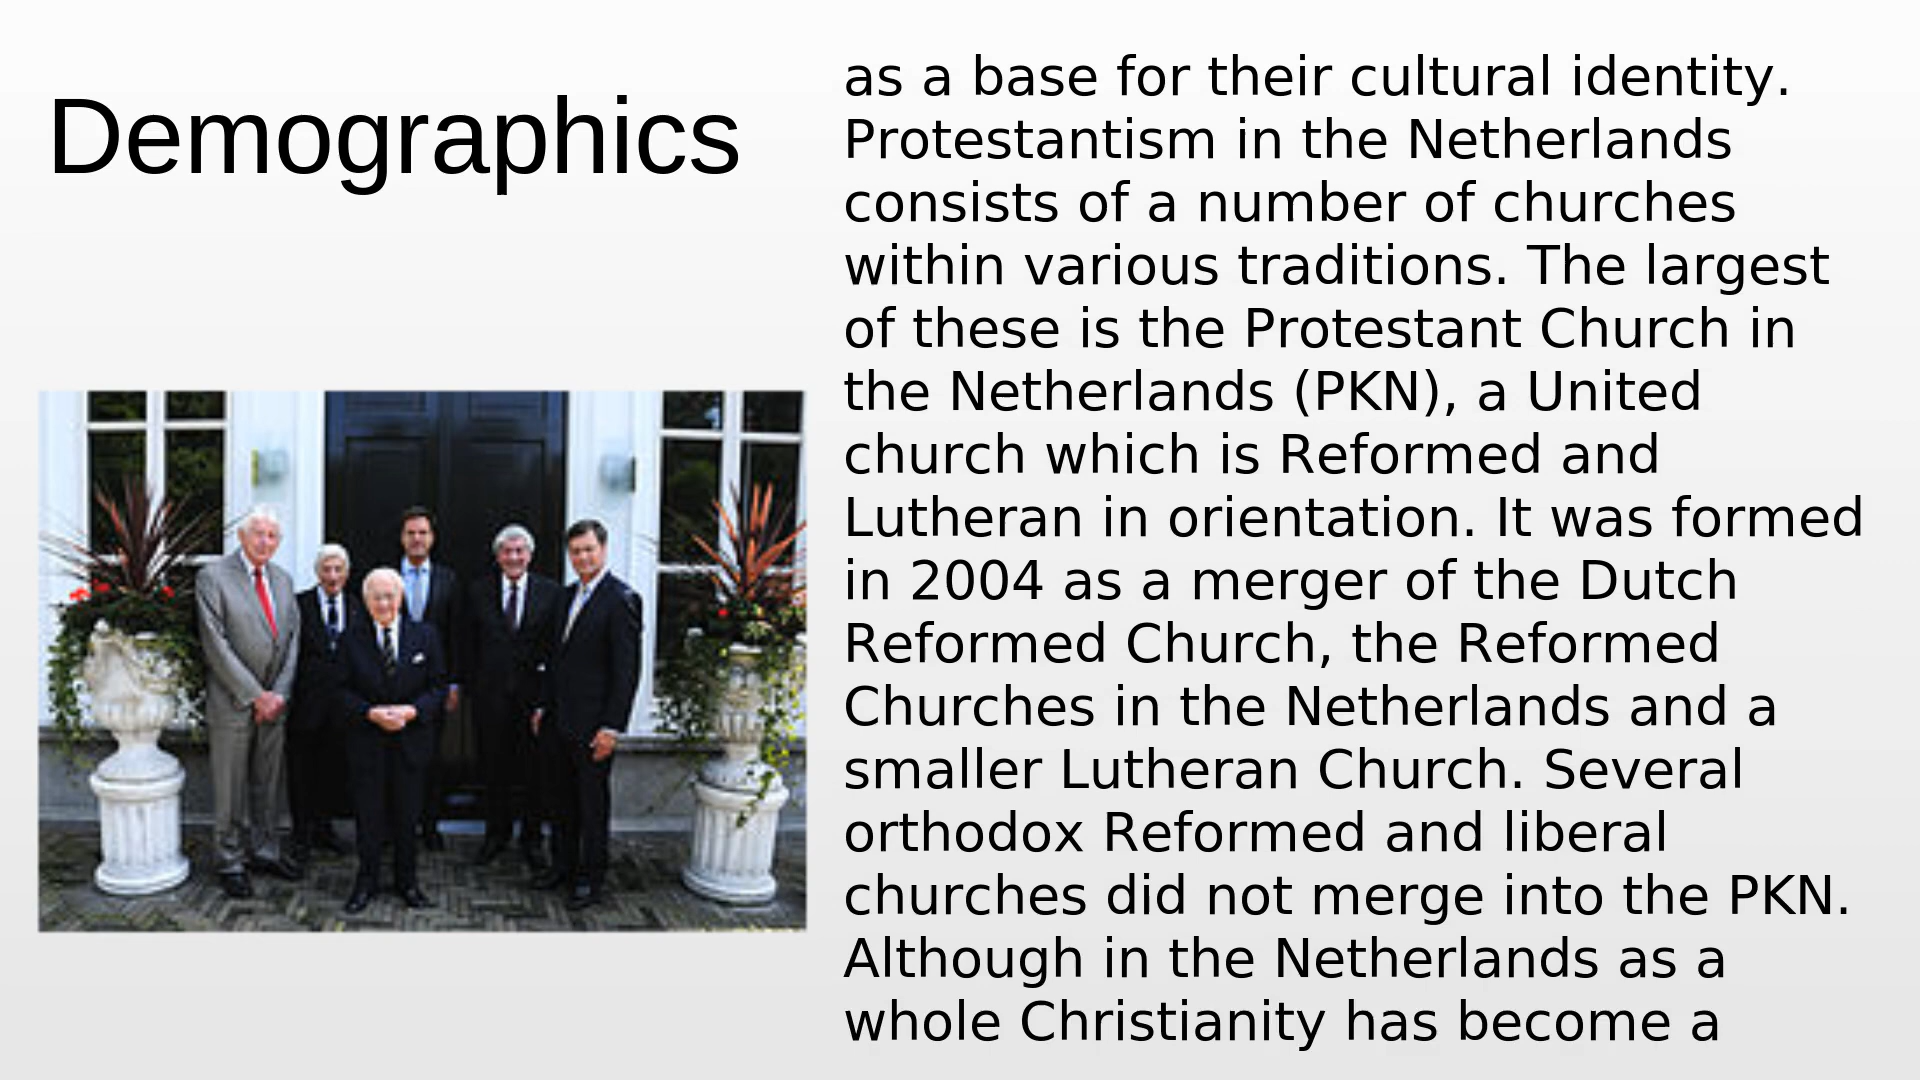 Demographics
as a base for their cultural identity.
Protestantism in the Netherlands
consists of a number of churches
within various traditions. The largest
of these is the Protestant Church in
the Netherlands (PKN), a United
church which is Reformed and
Lutheran in orientation. It was formed
in 2004 as a merger of the Dutch
Reformed Church, the Reformed
Churches in the Netherlands and a
smaller Lutheran Church. Several
orthodox Reformed and liberal
churches did not merge into the PKN.
Although in the Netherlands as a
whole Christianity has become a